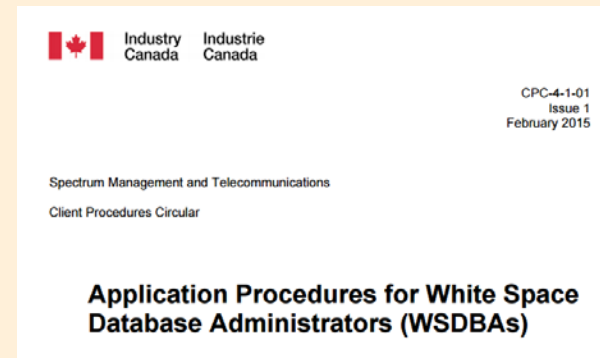 Industry Industrie
Canada Canada
CPC-4-1-01
Issue 1
February 2015
Spectrum Management and Telecommunications
Client Procedures Circular
Application Procedures for White Space
Database Administrators (WSDBAs)